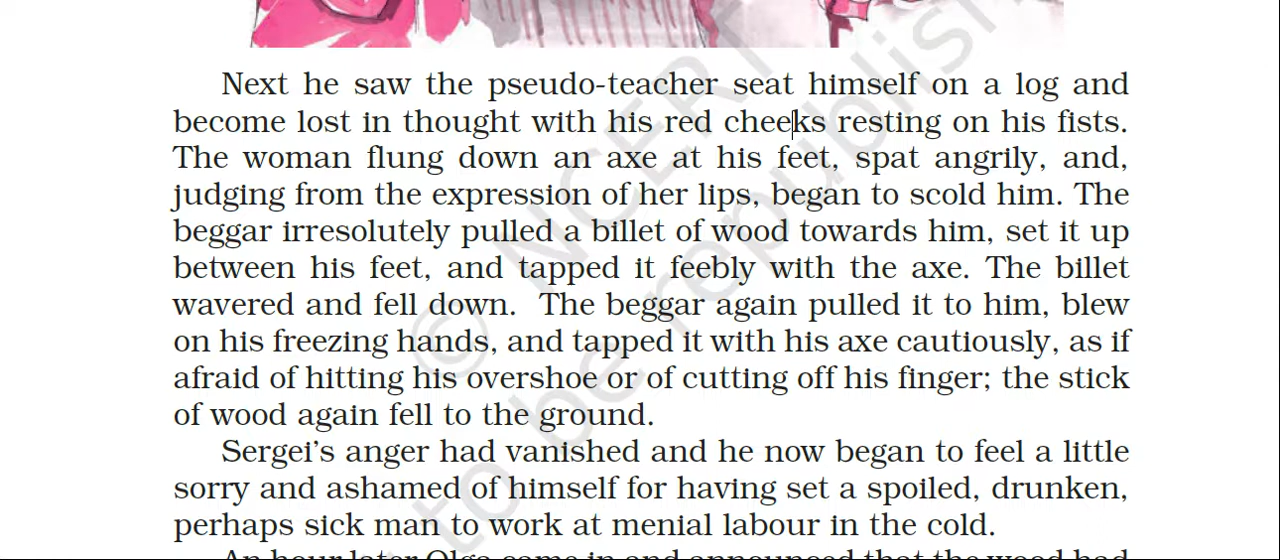 Next he saw the pseudo-teacher seat himself on a log and
become lost in thought with his red cheeks resting on his fists.
The woman flung down an axe at his feet, spat angrily, and,
judging from the expression of her lips, began to scold him. The
beggar irresolutely pulled a billet of wood towards him, set it up
between his feet, and tapped it feebly with the axe. The billet
wavered and fell down. The beggar again pulled it to him, blew
on his freezing hands, and tapped it with his axe cautiously, as if
afraid of hitting his overshoe or of cutting off his finger; the stick
of wood again fell to the ground.
Sergei’s anger had vanished and he now began to feel a little
sorry and ashamed of himself for having set a spoiled, drunken,
perhaps sick man to work at menial labour in the cold.
An hour later Olga came in and announced that the wood had
© NCERT
to be republish